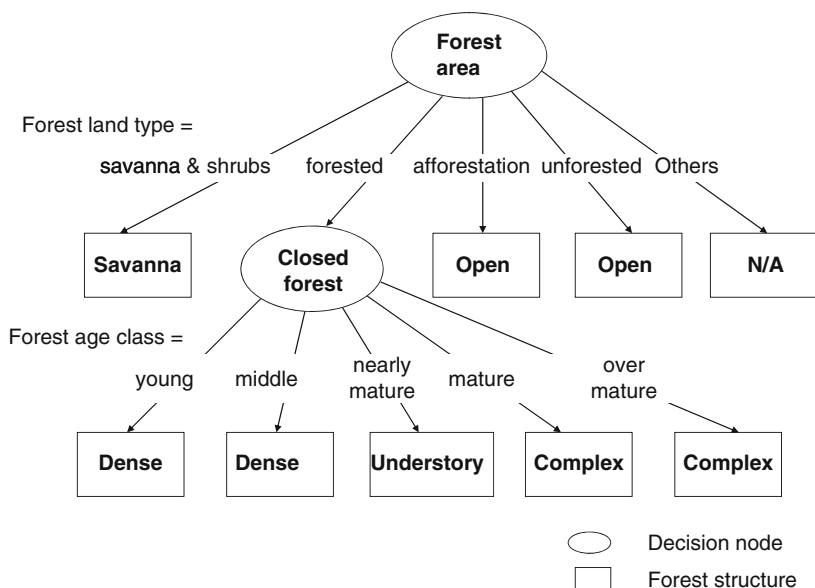 Forest
area
Forest land type =
savanna & shrubs forested afforestation unforested Others
Savanna Closed forest Open Open N/A
Forest age class =
young middle nearly mature mature over mature
Dense Dense Understory Complex Complex
Decision node
Forest structure